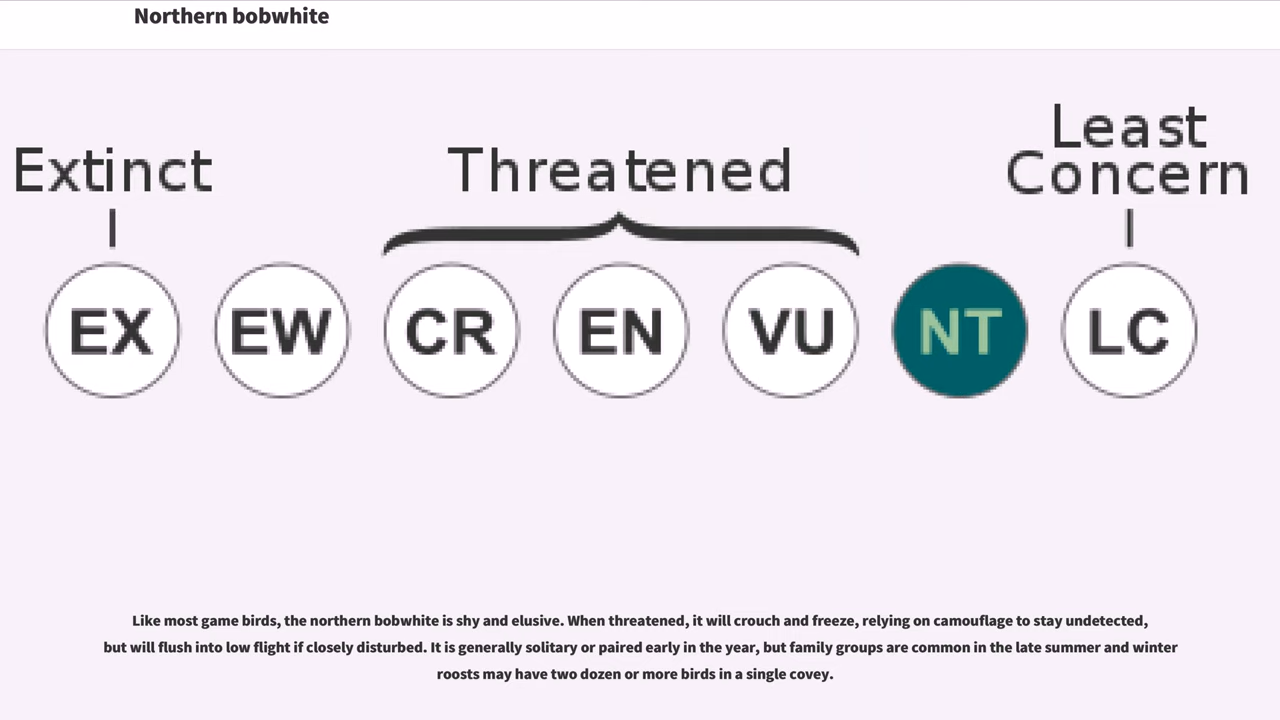 Northern bobwhite
Least
Extinct Threatened Concern
EX EW CR EN VU NT LC
Like most game birds, the northern bobwhite is shy and elusive. When threatened, it will crouch and freeze, relying on camouflage to stay undetected,
but will flush into low flight if closely disturbed. It is generally solitary or paired early in the year, but family groups are common in the late summer and winter
roosts may have two dozen or more birds in a single covey.